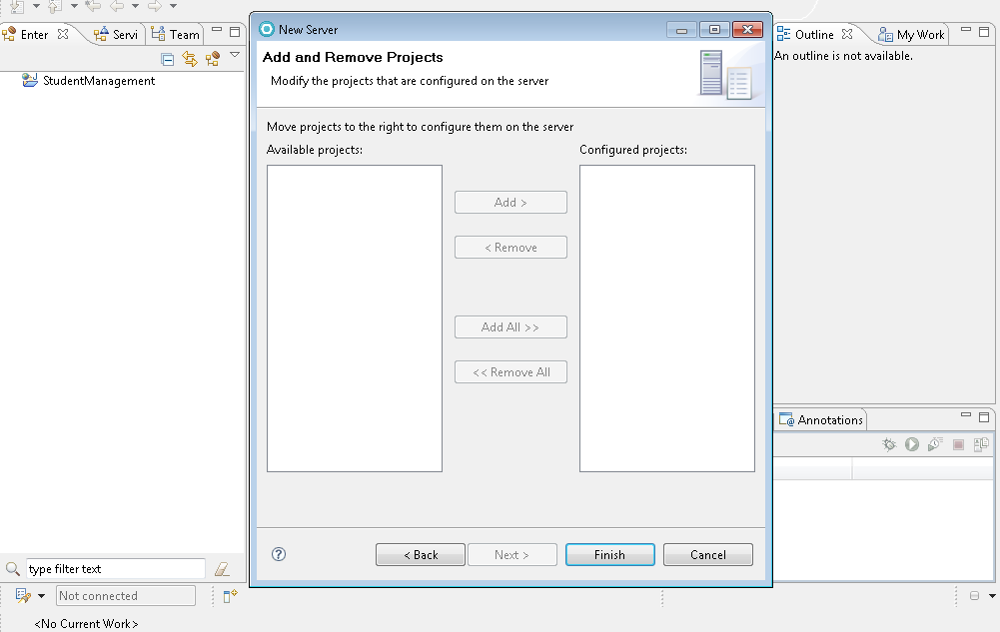 New Server
Enter
Servi
Team
Outline
My Work
Add and Remove Projects
An outline is not available.
Modify the projects that are configured on the server
StudentManagement
Move projects to the right to configure them on the server
Available projects:
Configured projects:
Add >
< Remove
Add All >>
<< Remove All
Annotations
< Back
Next >
Finish
Cancel
type filter text
Not connected
<No Current Work>